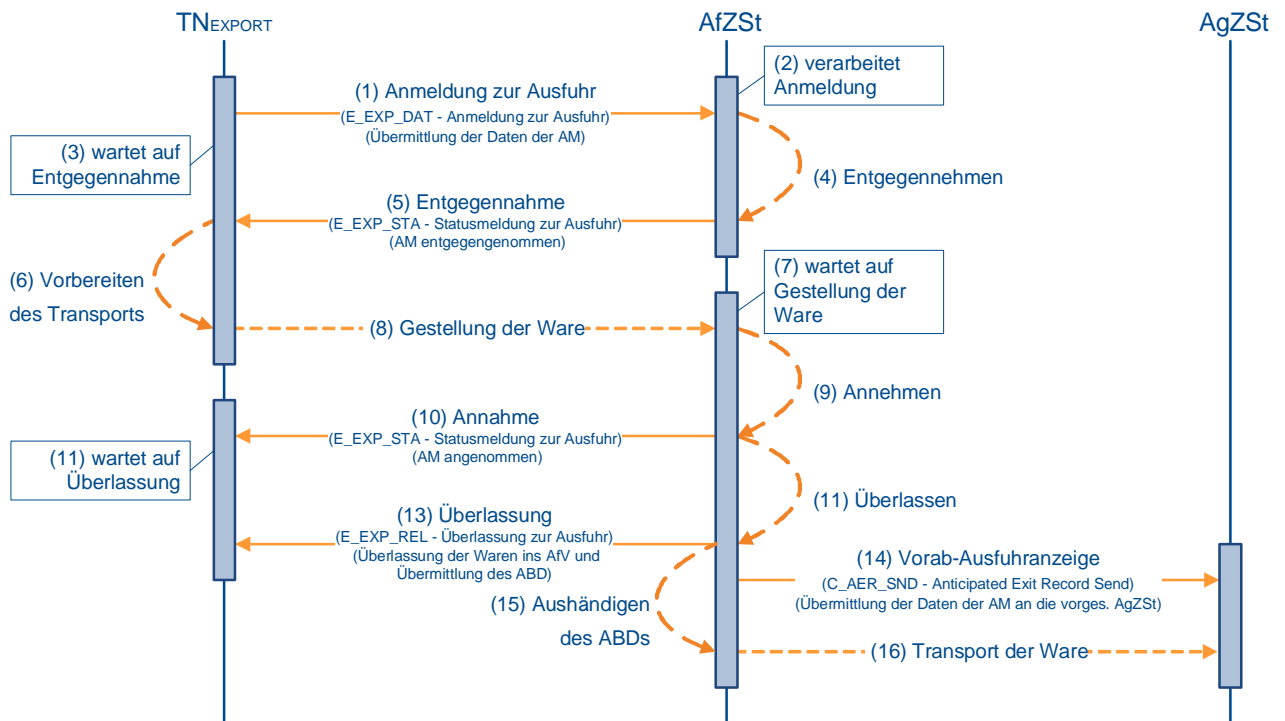 TNEXPORT
AfZSt
AgZSt
(2) verarbeitet
Anmeldung
(1) Anmeldung zur Ausfuhr
(E_EXP_DAT - Anmeldung zur Ausfuhr)
(Übermittlung der Daten der AM)
(3) wartet auf
Entgegennahme
(4) Entgegennehmen
(5) Entgegennahme
(E_EXP_STA - Statusmeldung zur Ausfuhr)
(AM entgegengenommen)
(6) Vorbereiten
des Transports
(7) wartet auf
Gestellung der
Ware
(8) Gestellung der Ware
(9) Annehmen
(10) Annahme
(E_EXP_STA - Statusmeldung zur Ausfuhr)
(AM angenommen)
(11) wartet auf
Überlassung
(11) Überlassen
(13) Überlassung
(E_EXP_REL - Überlassung zur Ausfuhr)
(Überlassung der Waren ins AfV und
Übermittlung des ABD)
(14) Vorab-Ausfuhranzeige
(C_AER_SND - Anticipated Exit Record Send)
(Übermittlung der Daten der AM an die vorges. AgZSt)
(15) Aushändigen
des ABDs
(16) Transport der Ware